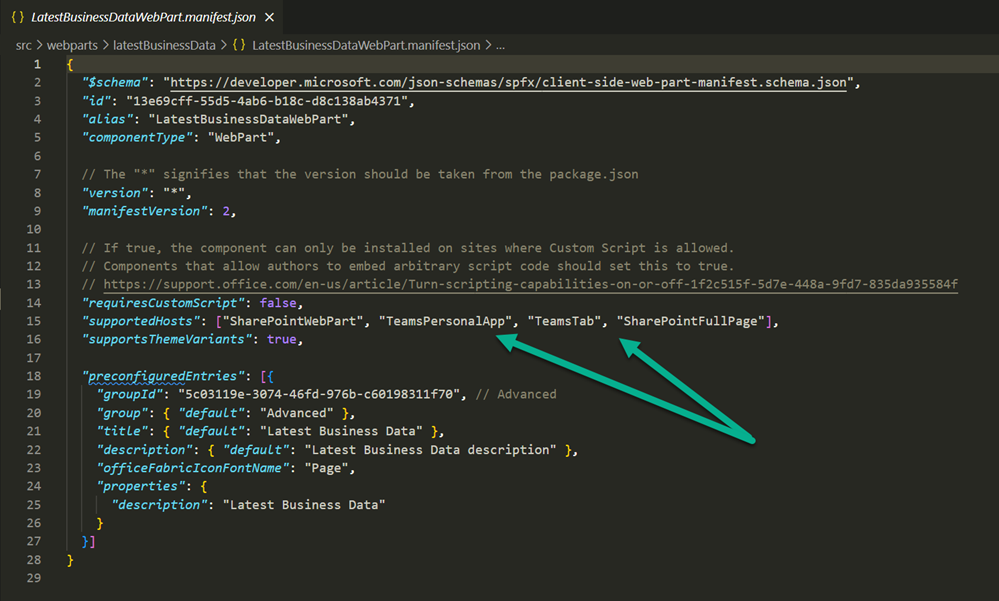 { } LatestBusinessDataWebPart.manifest.json ×
src > webparts > latestBusinessData > { } LatestBusinessDataWebPart.manifest.json > ...
1 {
2 "$schema": "https://developer.microsoft.com/json-schemas/spfx/client-side-web-part-manifest.schema.json",
3 "id": "13e69cff-55d5-4ab6-b18c-d8c138ab4371",
4 "alias": "LatestBusinessDataWebPart",
5 "componentType": "WebPart",
6
7 // The "*" signifies that the version should be taken from the package.json
8 "version": "*",
9 "manifestVersion": 2,
10
11 // If true, the component can only be installed on sites where Custom Script is allowed.
12 // Components that allow authors to embed arbitrary script code should set this to true.
13 // https://support.office.com/en-us/article/Turn-scripting-capabilities-on-or-off-1f2c515f-5d7e-448a-9fd7-835da935584f
14 "requiresCustomScript": false,
15 "supportedHosts": ["SharePointWebPart", "TeamsPersonalApp", "TeamsTab", "SharePointFullPage"],
16 "supportsThemeVariants": true,
17
18 "preconfiguredEntries": [{
19 "groupId": "5c03119e-3074-46fd-976b-c60198311f70", // Advanced
20 "group": { "default": "Advanced" },
21 "title": { "default": "Latest Business Data" },
22 "description": { "default": "Latest Business Data description" },
23 "officeFabricIconFontName": "Page",
24 "properties": {
25 "description": "Latest Business Data"
26 }
27 }]
28 }
29